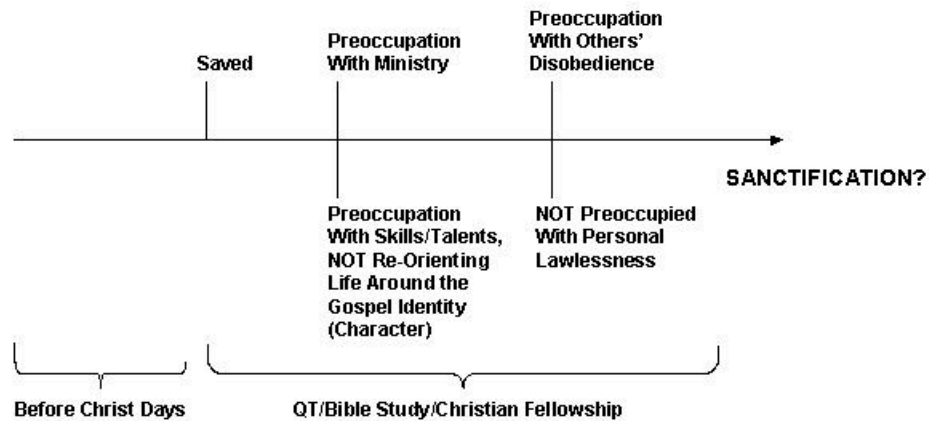 Saved
Preoccupation
With Ministry
Preoccupation
With Others'
Disobedience
SANCTIFICATION?
Preoccupation
With Skills/Talents,
NOT Re-Orienting
Life Around the
Gospel Identity
(Character)
NOT Preoccupied
With Personal
Lawlessness
Before Christ Days
QT/Bible Study/Christian Fellowship